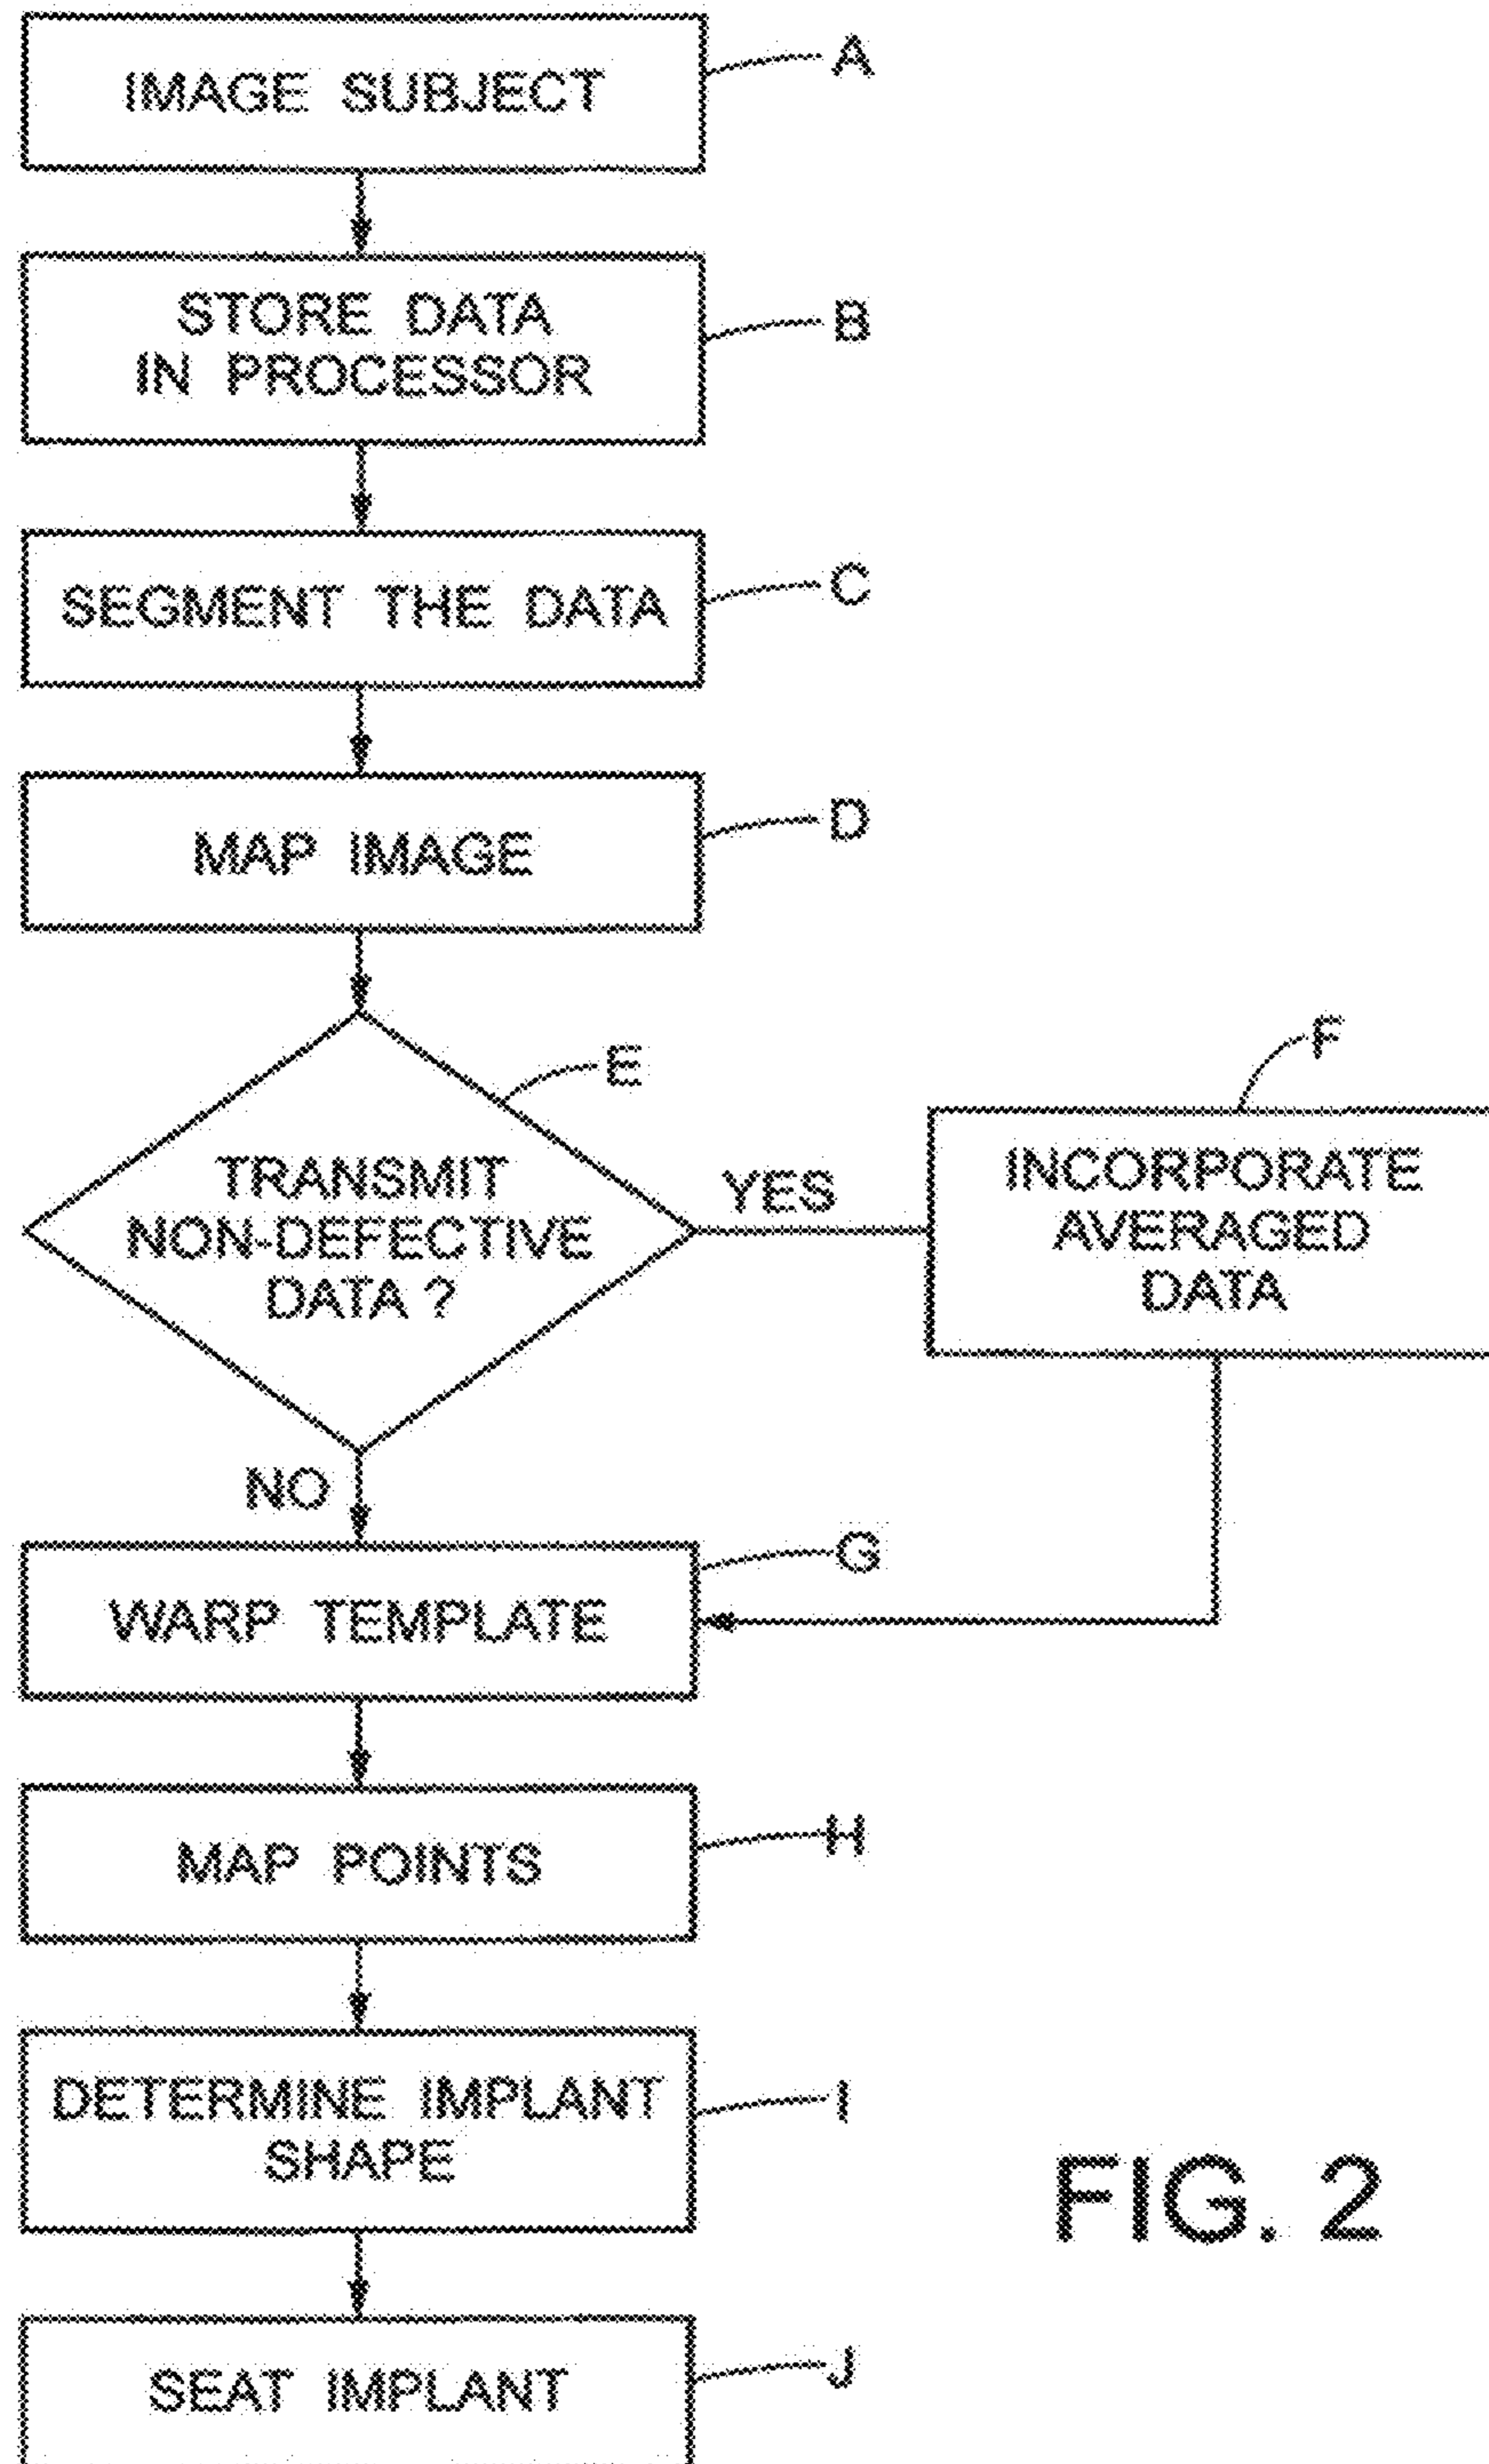 IMAGE SUBJECT
A
STORE DATA
IN PROCESSOR
B
SEGMENT THE DATA
C
MAP IMAGE
D
E
TRANSMIT
NON-DEFECTIVE
DATA ?
YES
F
INCORPORATE
AVERAGED
DATA
NO
WARP TEMPLATE
G
MAP POINTS
H
DETERMINE IMPLANT
SHAPE
I
SEAT IMPLANT
J
FIG. 2